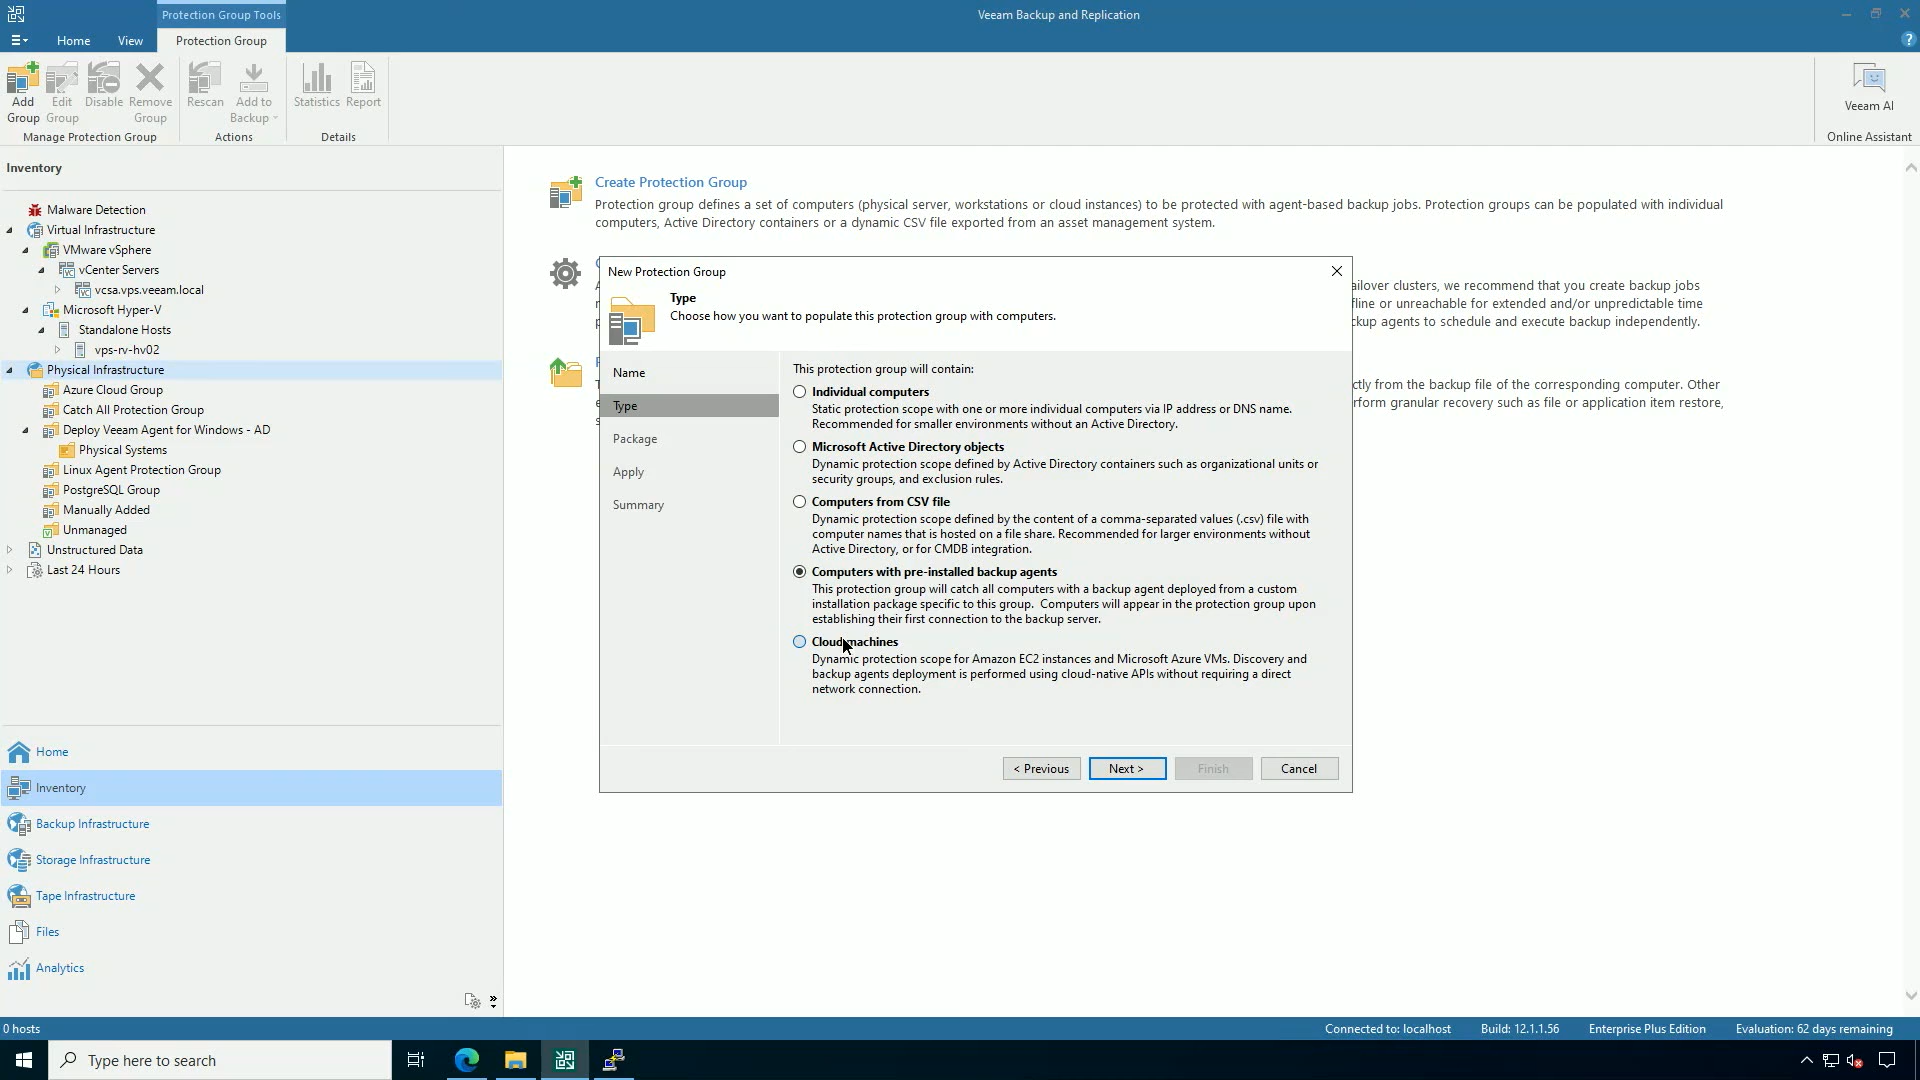 Protection Group Tools
Veeam Backup and Replication
Home
View
Protection Group
Add Group
Edit Group
Disable
Remove Group
Rescan
Add to Backup
Statistics
Report
Veeam AI
Manage Protection Group
Actions
Details
Online Assistant
Inventory
Malware Detection
Virtual Infrastructure
VMware vSphere
vCenter Servers
vcsa.vps.veeam.local
Microsoft Hyper-V
Standalone Hosts
vps-rv-hv02
Physical Infrastructure
Azure Cloud Group
Catch All Protection Group
Deploy Veeam Agent for Windows - AD
Physical Systems
Linux Agent Protection Group
PostgreSQL Group
Manually Added
Unmanaged
Unstructured Data
Last 24 Hours
Home
Inventory
Backup Infrastructure
Storage Infrastructure
Tape Infrastructure
Files
Analytics
Create Protection Group
Protection group defines a set of computers (physical server, workstations or cloud instances) to be protected with agent-based backup jobs. Protection groups can be populated with individual
computers, Active Directory containers or a dynamic CSV file exported from an asset management system.
ailover clusters, we recommend that you create backup jobs
fline or unreachable for extended and/or unpredictable time
ckup agents to schedule and execute backup independently.
ctly from the backup file of the corresponding computer. Other
rform granular recovery such as file or application item restore,
New Protection Group
Type
Choose how you want to populate this protection group with computers.
Name
Type
Package
Apply
Summary
This protection group will contain:
Individual computers
Static protection scope with one or more individual computers via IP address or DNS name.
Recommended for smaller environments without an Active Directory.
Microsoft Active Directory objects
Dynamic protection scope defined by Active Directory containers such as organizational units or
security groups, and exclusion rules.
Computers from CSV file
Dynamic protection scope defined by the content of a comma-separated values (.csv) file with
computer names that is hosted on a file share. Recommended for larger environments without
Active Directory, or for CMDB integration.
Computers with pre-installed backup agents
This protection group will catch all computers with a backup agent deployed from a custom
installation package specific to this group. Computers will appear in the protection group upon
establishing their first connection to the backup server.
Cloud machines
Dynamic protection scope for Amazon EC2 instances and Microsoft Azure VMs. Discovery and
backup agents deployment is performed using cloud-native APIs without requiring a direct
network connection.
< Previous
Next >
Finish
Cancel
0 hosts
Connected to: localhost
Build: 12.1.1.56
Enterprise Plus Edition
Evaluation: 62 days remaining
Type here to search